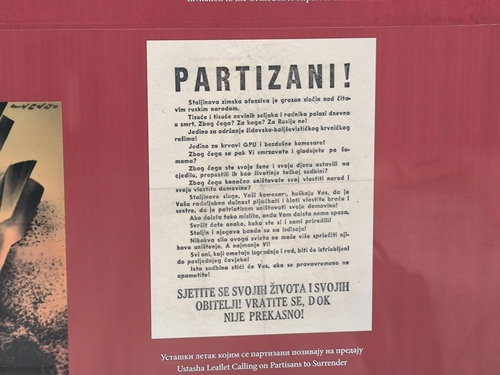 PARTIZANI!
Staljinova zimska ofenziva je grozan zločin nad čita-
vim ruskim narodom.
Tisuće i tisuće nevinih seljaka i radnika polazi dnevno
u smrt. Zbog čega? Za koga? Za Rusiju ne!
Jedino za održanje židovsko-boljševističkog krvničkog
režima!
Jedino za krvavi GPU i bezdušne komesare!
Zbog čega se pak Vi smrzavate i gladujete po šu-
mama?
Zbog čega ste svoje žene i svoju djecu ostavili na
cjedilu, prepustili ih kao životinje teškoj sudbini?
Zbog čega konačno uništavate svoj vlastiti narod i
svoju vlastitu domovinu?
Staljinove sluge, Vaši komesari, huškaju Vas, da je
Vaša rodoljubna dužnost pljačkati i klati vlastitu braću i
sestre, da je patriotizam uništavati svoju domovinu!
Ako doista tako mislite, onda Vam doista nema spasa.
Svršit ćete onako, kako ste si i sami priredili!
Staljin i njegova banda su na izdisaju!
Nikakva sila ovoga svieta ne može više spriečiti nji-
hovo uništenje. A najmanje Vi!
Svi oni, koji ometaju izgradnju i rad, biti će iztriebljeni
do posljednjeg čovjeka!
Ista sudbina stići će Vas, ako se pravovremeno ne
opametite!
SJETITE SE SVOJIH ŽIVOTA I SVOJIH
OBITELJI! VRATITE SE, DOK
NIJE PREKASNO!
Усташки летак којим се партизани позивају на предају
Ustasha Leaflet Calling on Partisans to Surrender